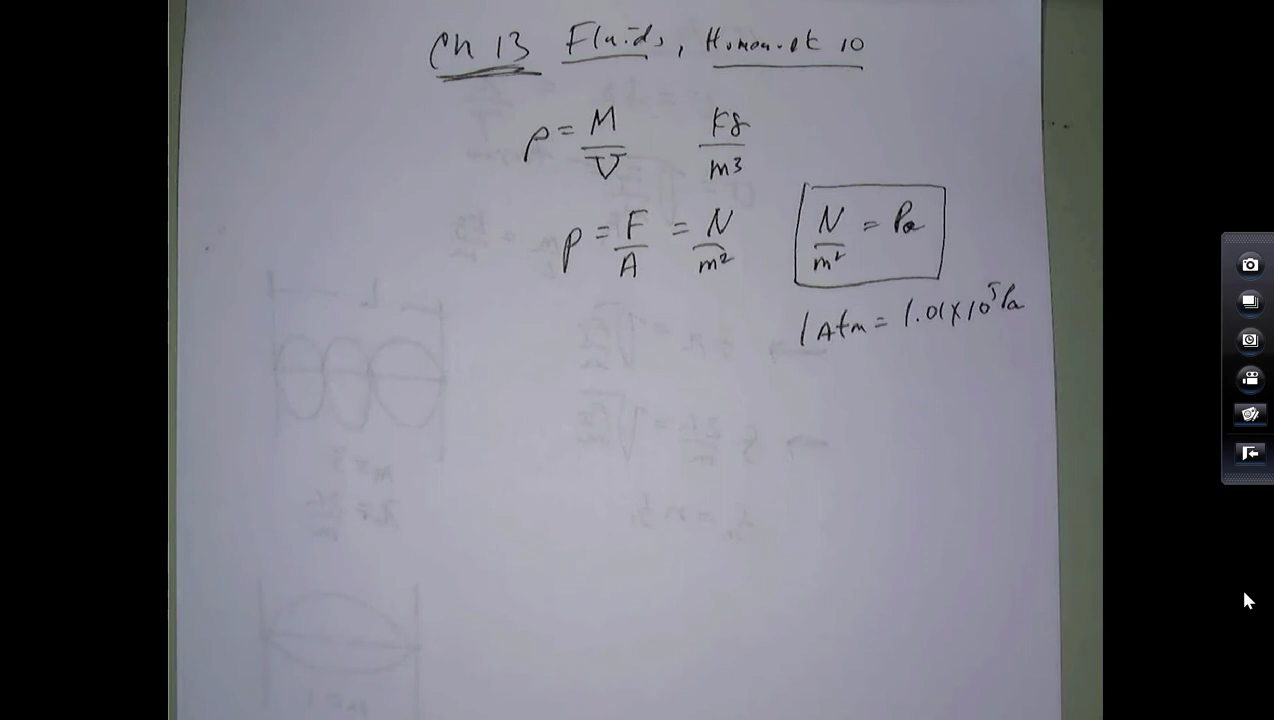 Ch 13 Fluids, Homework 10
ρ = M/V kg/m³
P = F/A = N/m² N/m² = Pa
1 Atm = 1.01×10⁵ Pa